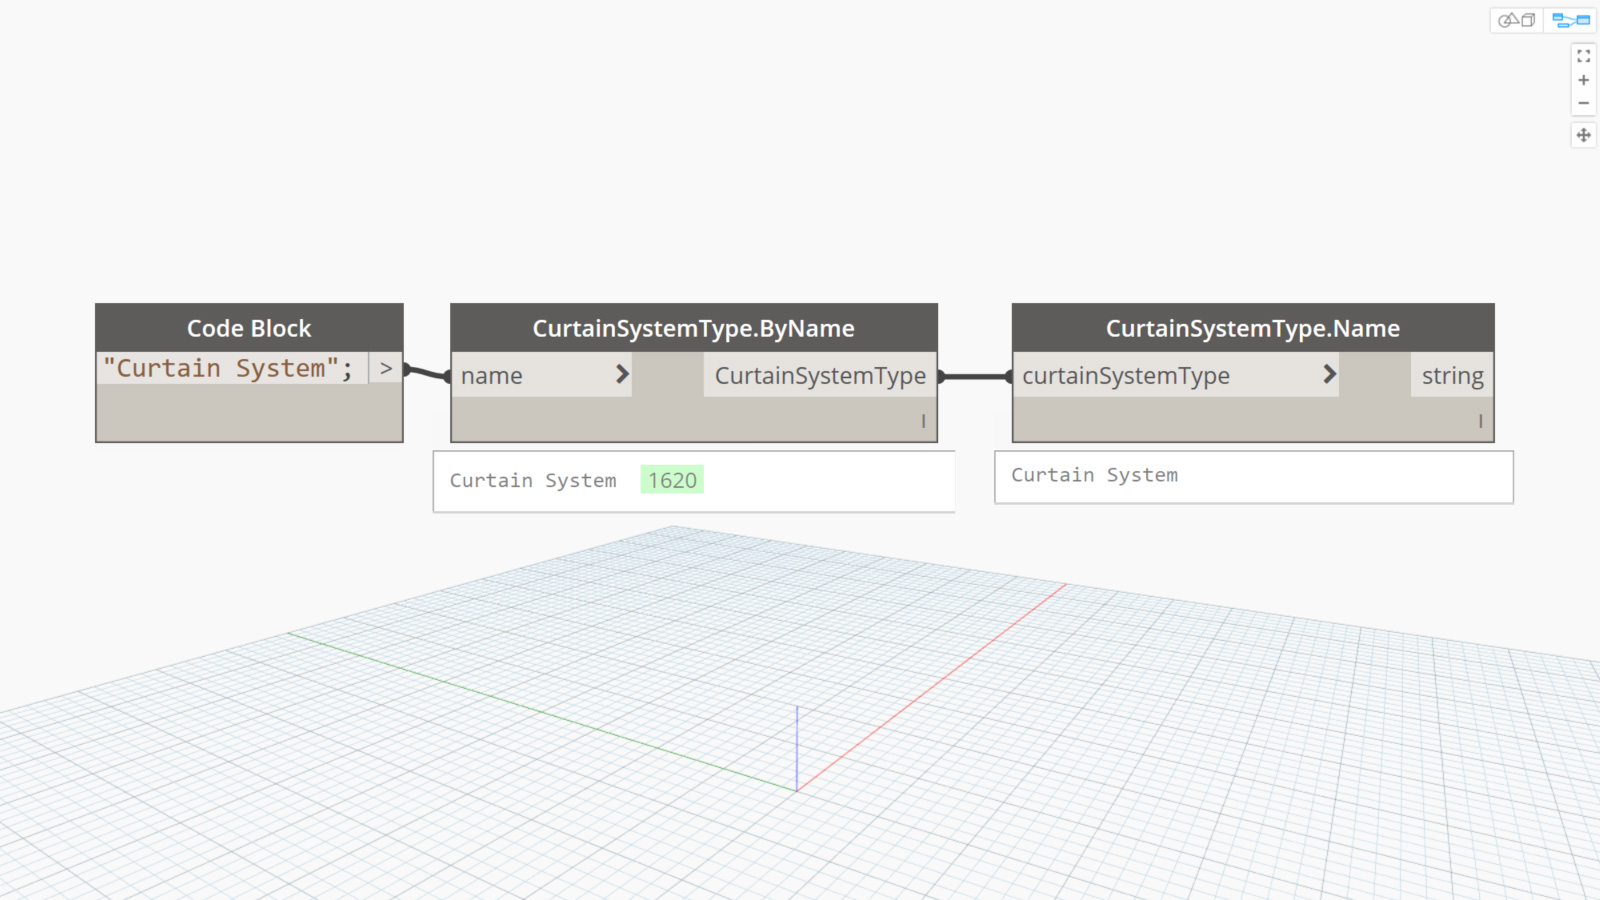 Code Block
"Curtain System";
>
CurtainSystemType.ByName
name
CurtainSystemType
Curtain System 1620
CurtainSystemType.Name
curtainSystemType
string
Curtain System